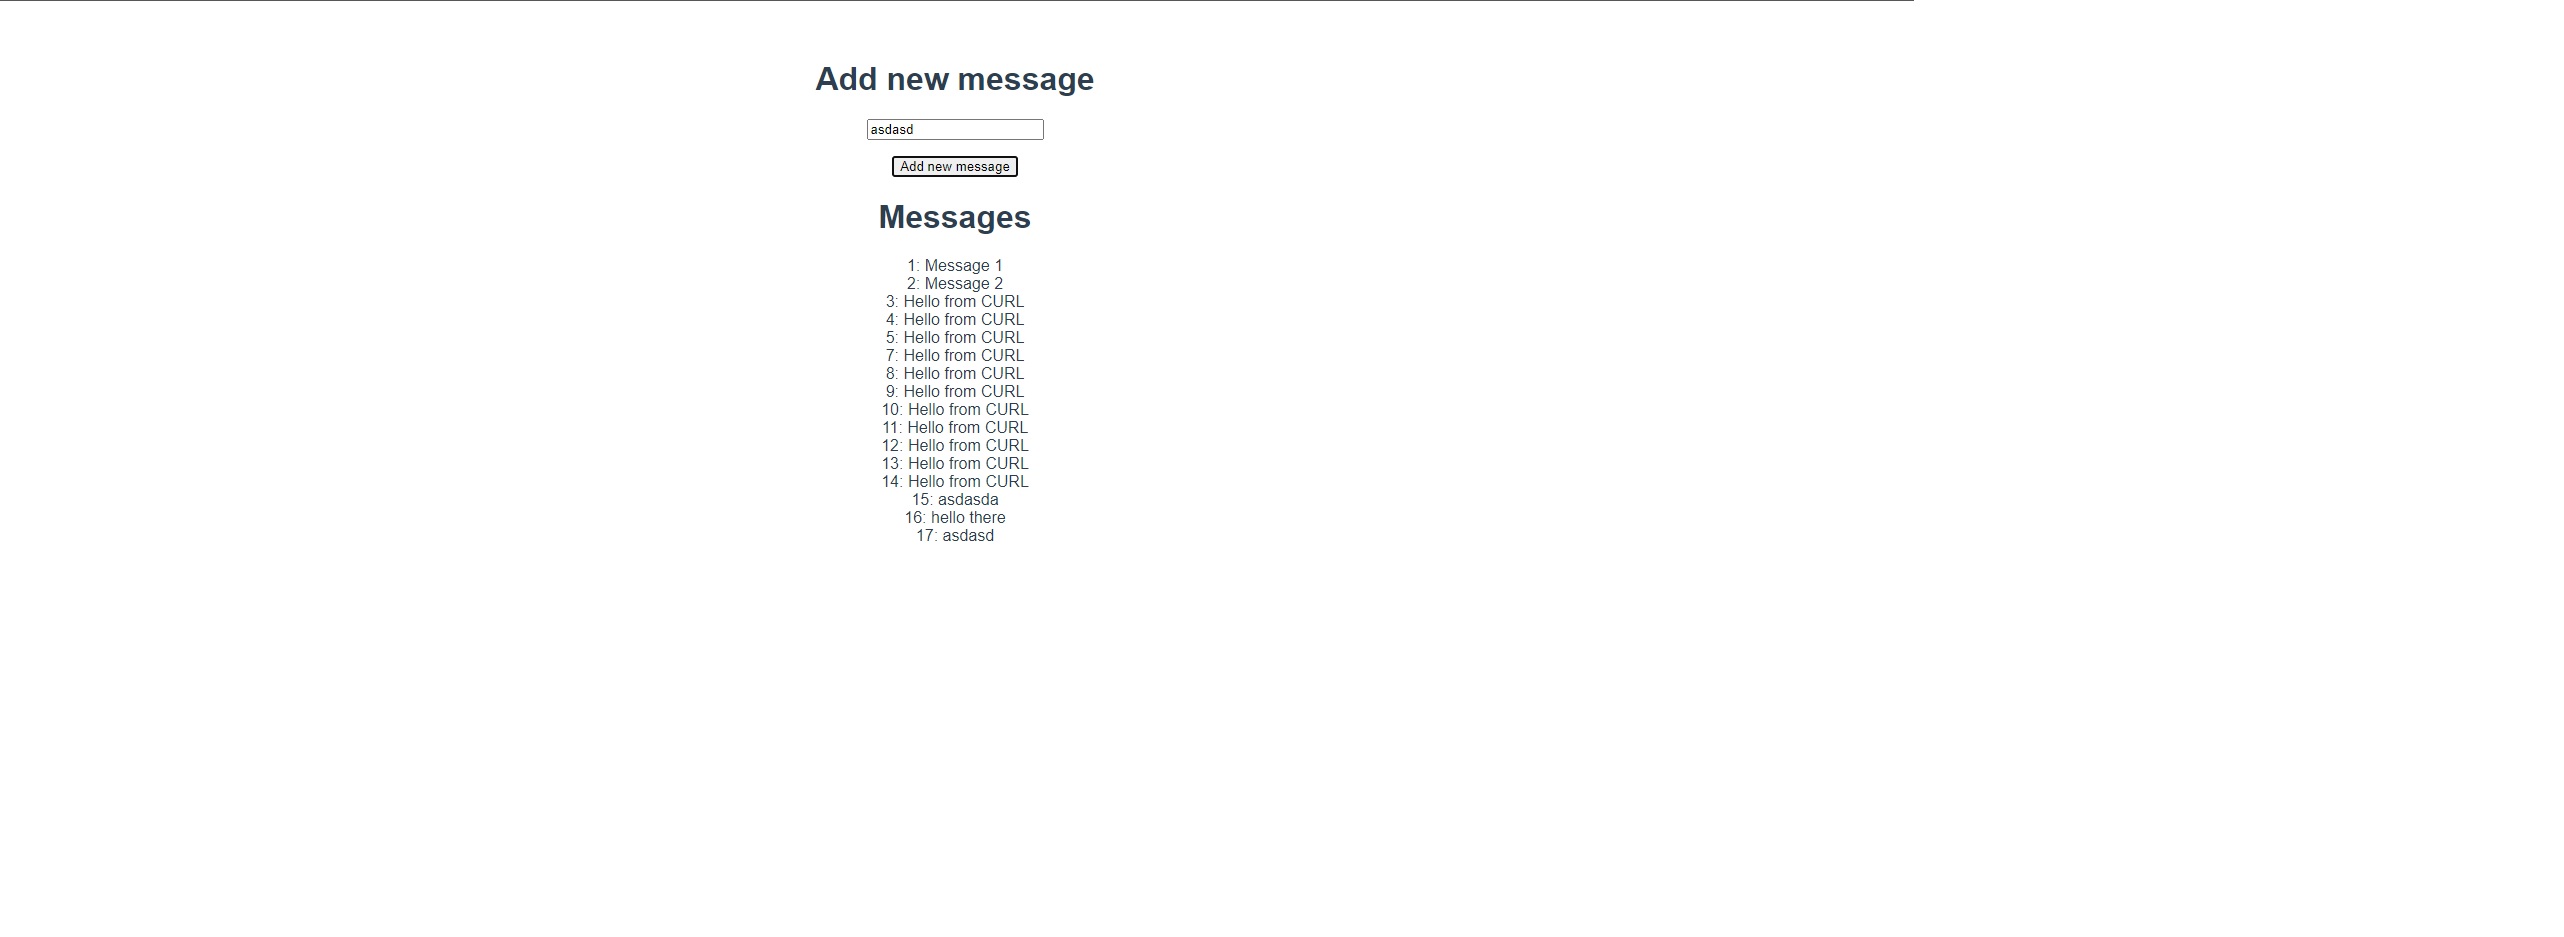 Add new message
asdasd
Add new message
Messages
1: Message 1
2: Message 2
3: Hello from CURL
4: Hello from CURL
5: Hello from CURL
7: Hello from CURL
8: Hello from CURL
9: Hello from CURL
10: Hello from CURL
11: Hello from CURL
12: Hello from CURL
13: Hello from CURL
14: Hello from CURL
15: asdasda
16: hello there
17: asdasd